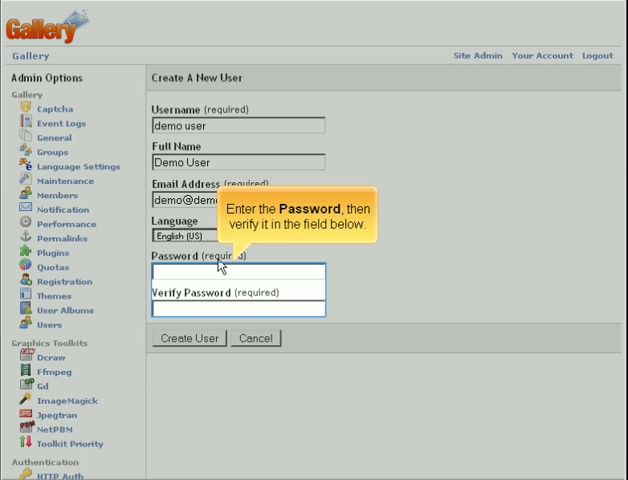 Gallery
Gallery
Site Admin Your Account Logout
Admin Options
Gallery
Captcha
Event Logs
General
Groups
Language Settings
Maintenance
Members
Notification
Performance
Permalinks
Plugins
Quotas
Registration
Themes
User Albums
Users
Graphics Toolkits
Dcraw
Ffmpeg
Gd
ImageMagick
Jpegtran
NetPBM
Toolkit Priority
Authentication
HTTP Auth
Create A New User
Username (required)
demo user
Full Name
Demo User
Email Address (required)
demo@demo
Enter the Password, then
verify it in the field below.
Language
English (US)
Password (required)
Verify Password (required)
Create User Cancel